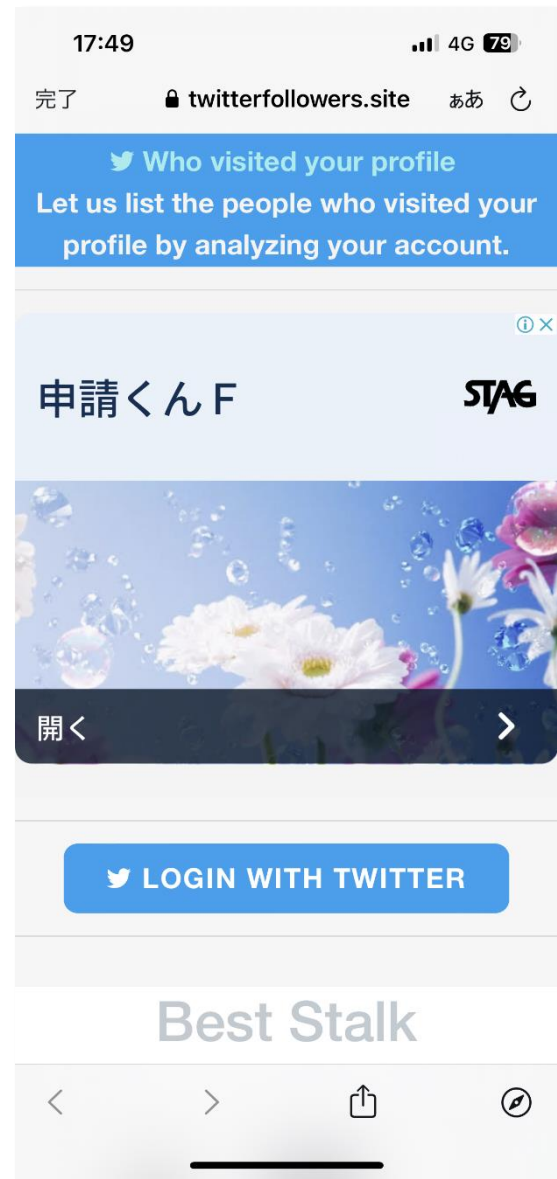 17:49 4G 79
完了 twitterfollowers.site ぁあ
Who visited your profile
Let us list the people who visited your
profile by analyzing your account.
申請くんF STAG
開く
LOGIN WITH TWITTER
Best Stalk